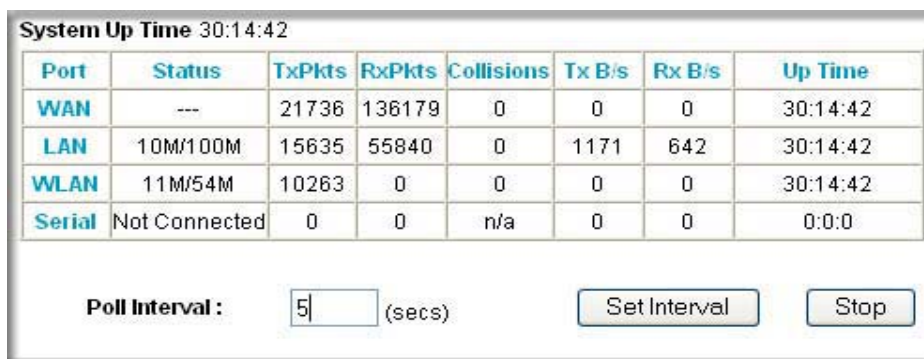 System Up Time 30:14:42
Port Status TxPkts RxPkts Collisions Tx B/s Rx B/s Up Time
WAN --- 21736 136179 0 0 0 30:14:42
LAN 10M/100M 15635 55840 0 1171 642 30:14:42
WLAN 11M/54M 10263 0 0 0 0 30:14:42
Serial Not Connected 0 0 n/a 0 0 0:0:0
Poll Interval : 5 (secs) Set Interval Stop